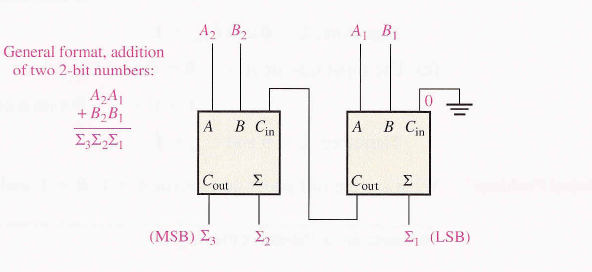 General format, addition
of two 2-bit numbers:
A₂A₁
+ B₂B₁
Σ₃Σ₂Σ₁
A₂ B₂ A₁ B₁
0
A B Cin A B Cin
Cout Σ Cout Σ
(MSB) Σ₃ Σ₂ Σ₁ (LSB)